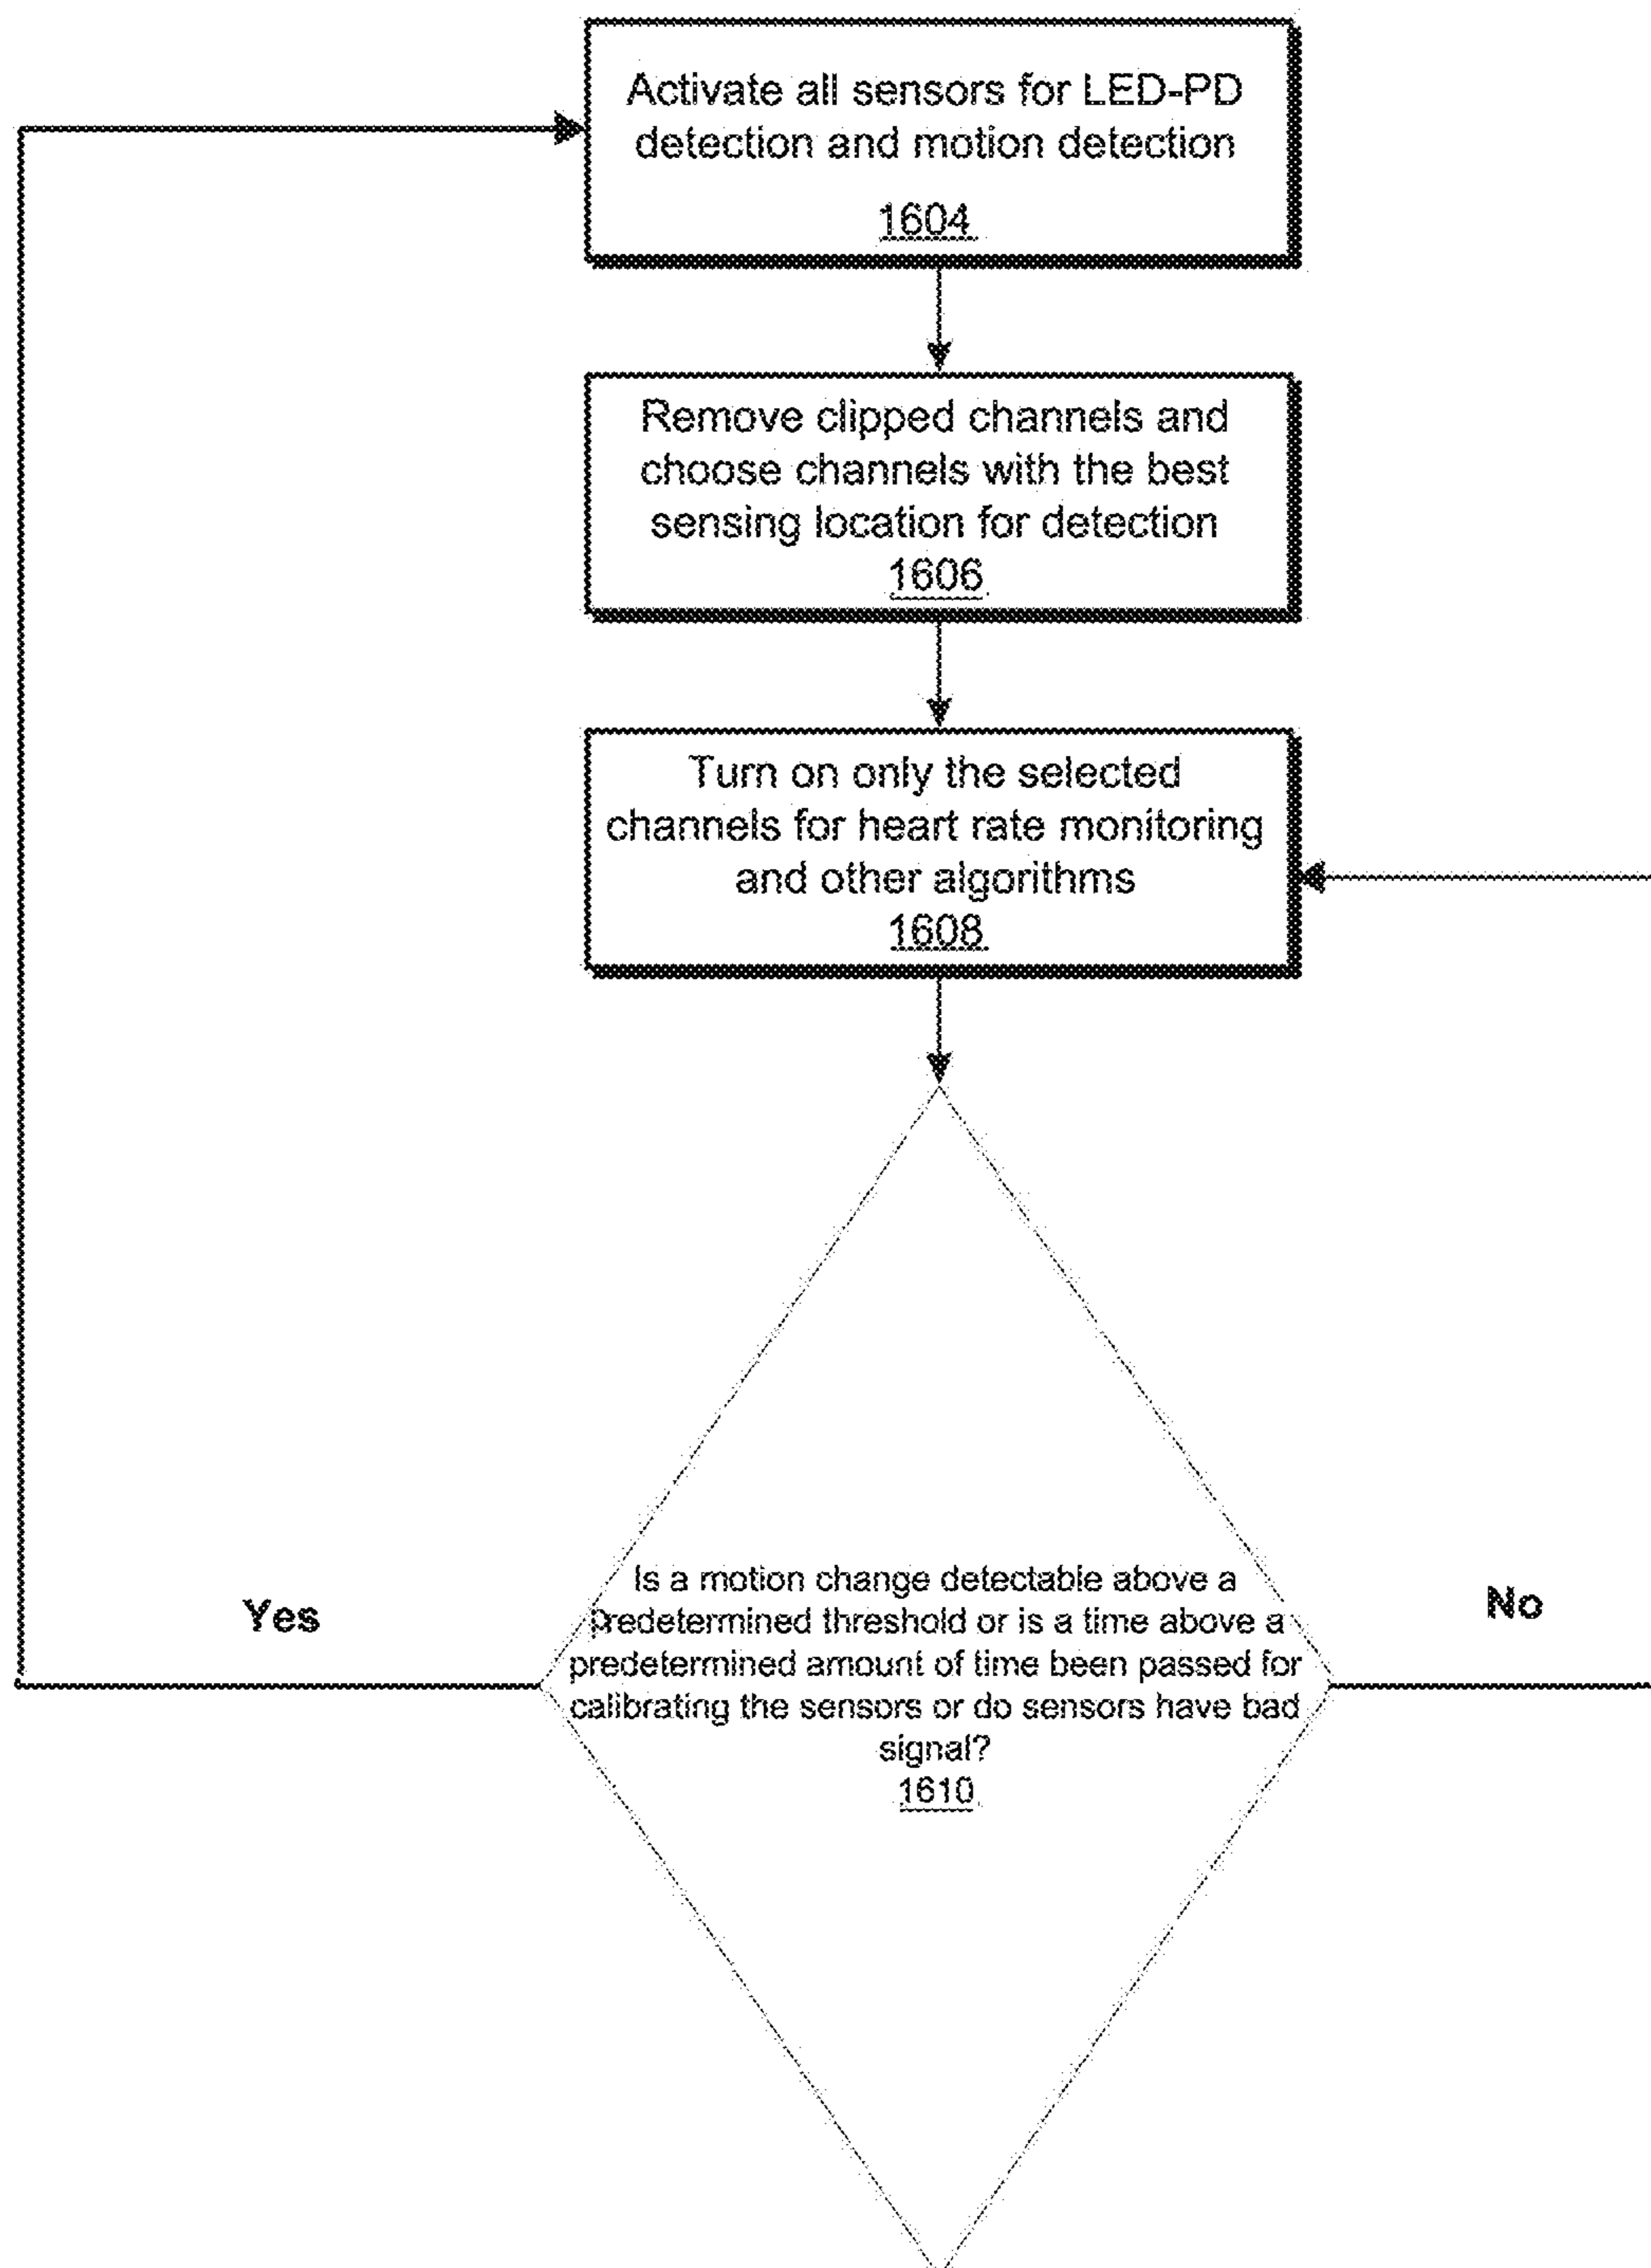 Activate all sensors for LED-PD
detection and motion detection
1604
Remove clipped channels and
choose channels with the best
sensing location for detection
1606
Turn on only the selected
channels for heart rate monitoring
and other algorithms
1608
Is a motion change detectable above a
predetermined threshold or is a time above a
predetermined amount of time been passed for
calibrating the sensors or do sensors have bad
signal?
1610
Yes
No